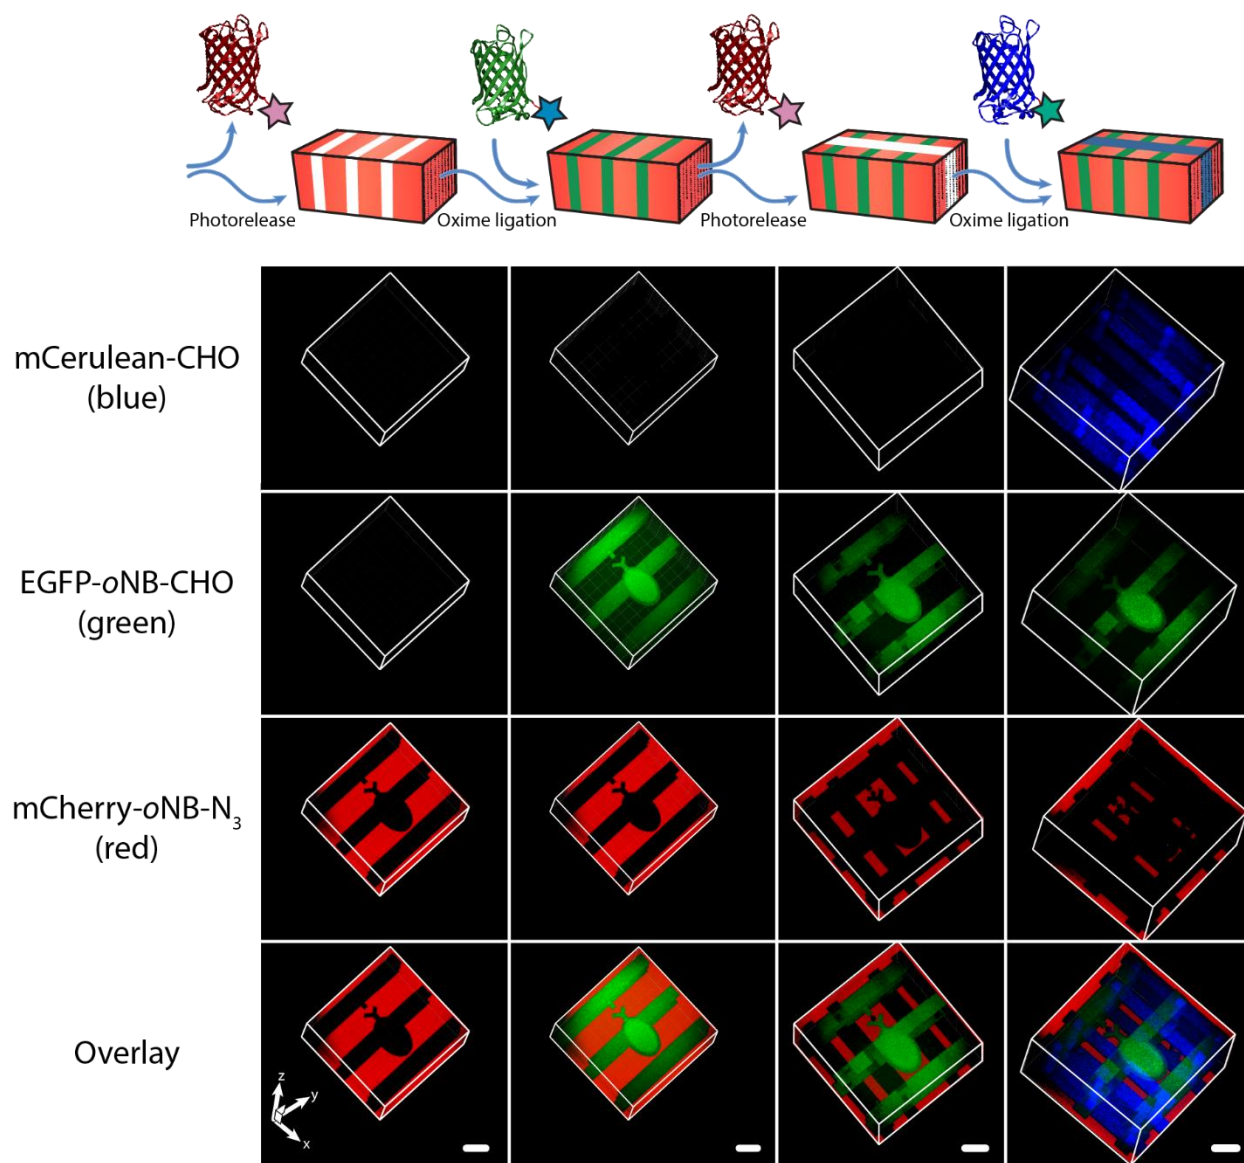 Photorelease
Oxime ligation
Photorelease
Oxime ligation
mCerulean-CHO
(blue)
EGFP-oNB-CHO
(green)
mCherry-oNB-N₃
(red)
Overlay
z
y
x